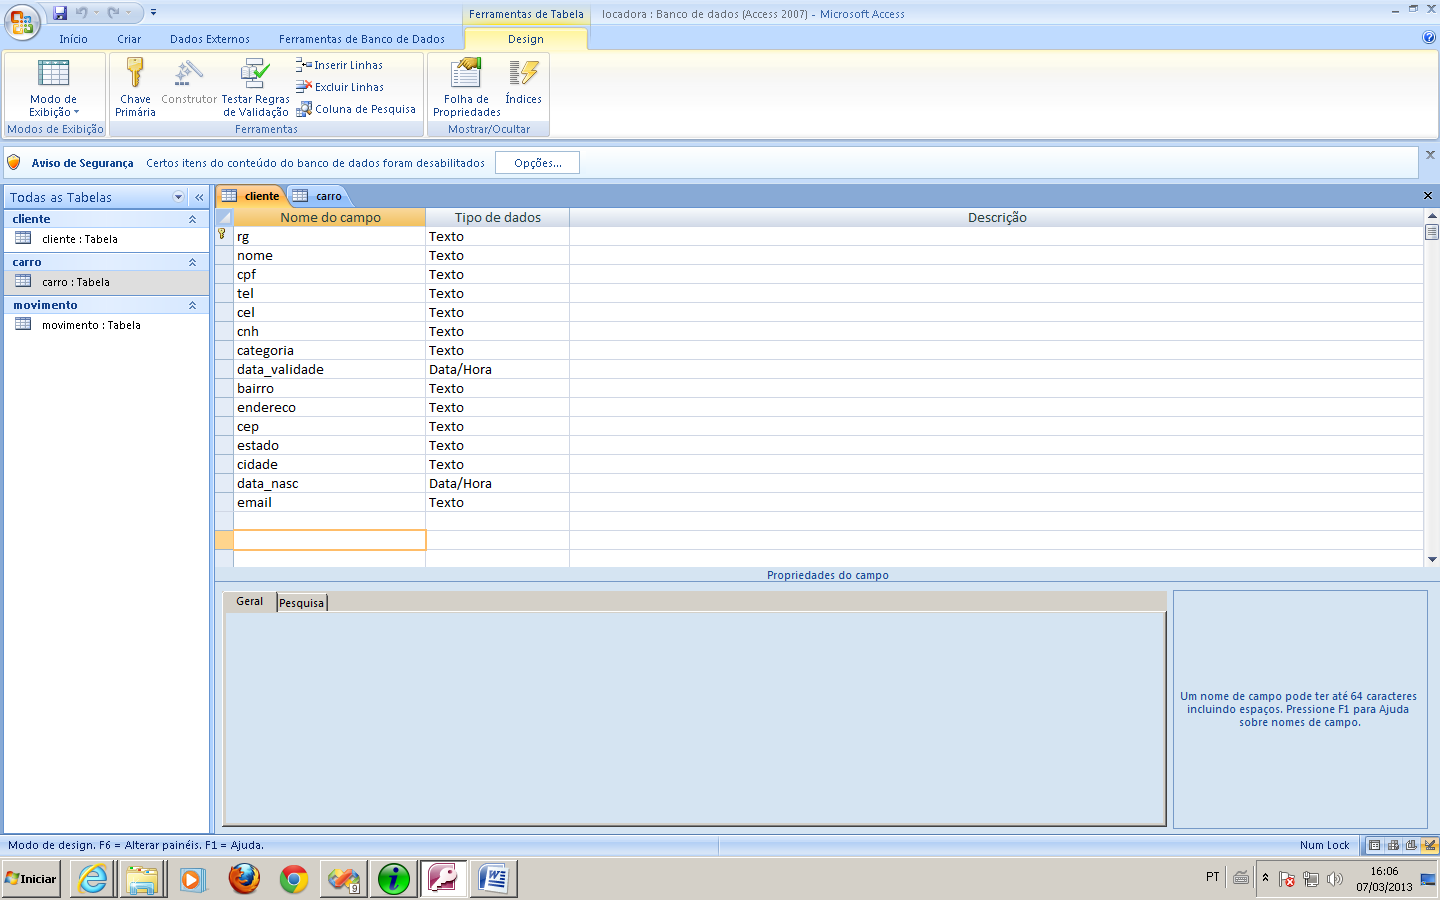 Ferramentas de Tabela
locadora : Banco de dados (Access 2007) - Microsoft Access
Início
Criar
Dados Externos
Ferramentas de Banco de Dados
Design
Modo de
Exibição
Modos de Exibição
Chave
Primária
Construtor
Testar Regras
de Validação
Inserir Linhas
Excluir Linhas
Coluna de Pesquisa
Ferramentas
Folha de
Propriedades
Índices
Mostrar/Ocultar
Aviso de Segurança
Certos itens do conteúdo do banco de dados foram desabilitados
Opções...
Todas as Tabelas
cliente
cliente : Tabela
carro
carro : Tabela
movimento
movimento : Tabela
cliente
carro
Nome do campo Tipo de dados Descrição
rg Texto
nome Texto
cpf Texto
tel Texto
cel Texto
cnh Texto
categoria Texto
data_validade Data/Hora
bairro Texto
endereco Texto
cep Texto
estado Texto
cidade Texto
data_nasc Data/Hora
email Texto
Propriedades do campo
Geral
Pesquisa
Um nome de campo pode ter até 64 caracteres
incluindo espaços. Pressione F1 para Ajuda
sobre nomes de campo.
Modo de design. F6 = Alterar painéis. F1 = Ajuda.
Num Lock
Iniciar
9
PT
16:06
07/03/2013